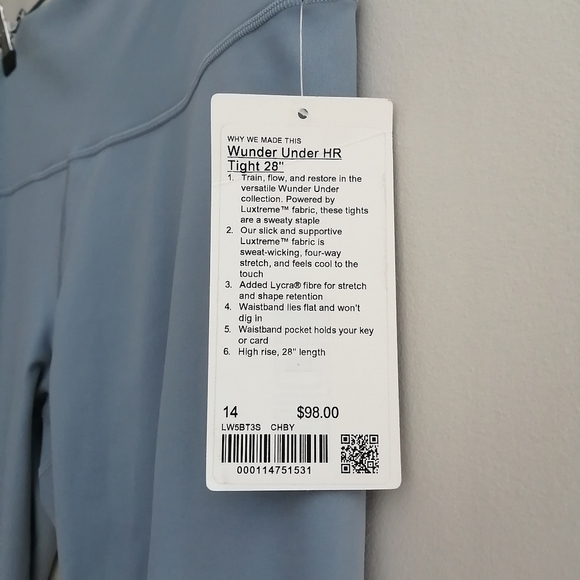 WHY WE MADE THIS
Wunder Under HR
Tight 28"
1. Train, flow, and restore in the
versatile Wunder Under
collection. Powered by
Luxtreme™ fabric, these tights
are a sweaty staple
2. Our slick and supportive
Luxtreme™ fabric is
sweat-wicking, four-way
stretch, and feels cool to the
touch
3. Added Lycra® fibre for stretch
and shape retention
4. Waistband lies flat and won't
dig in
5. Waistband pocket holds your key
or card
6. High rise, 28" length
14 $98.00
LW5BT3S CHBY
000114751531